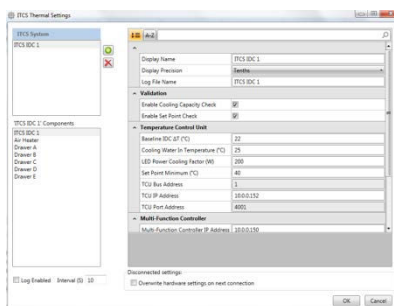 ITCS Thermal Settings
ITCS System
ITCS IDC 1
A-Z
Display Name ITCS IDC 1
Display Precision Tenths
Log File Name ITCS IDC 1
Validation
Enable Cooling Capacity Check
Enable Set Point Check
Temperature Control Unit
Baseline IDC ΔT (°C) 22
Cooling Water In Temperature (°C) 25
LED Power Cooling Factor (W) 200
Set Point Minimum (°C) 40
TCU Bus Address 1
TCU IP Address 10.0.0.152
TCU Port Address 4001
Multi-Function Controller
Multi-Function Controller IP Address 10.0.0.150
'ITCS IDC 1' Components
ITCS IDC 1
Air Heater
Drawer A
Drawer B
Drawer C
Drawer D
Drawer E
Log Enabled Interval (S) 10
Disconnected settings:
Overwrite hardware settings on next connection
OK Cancel